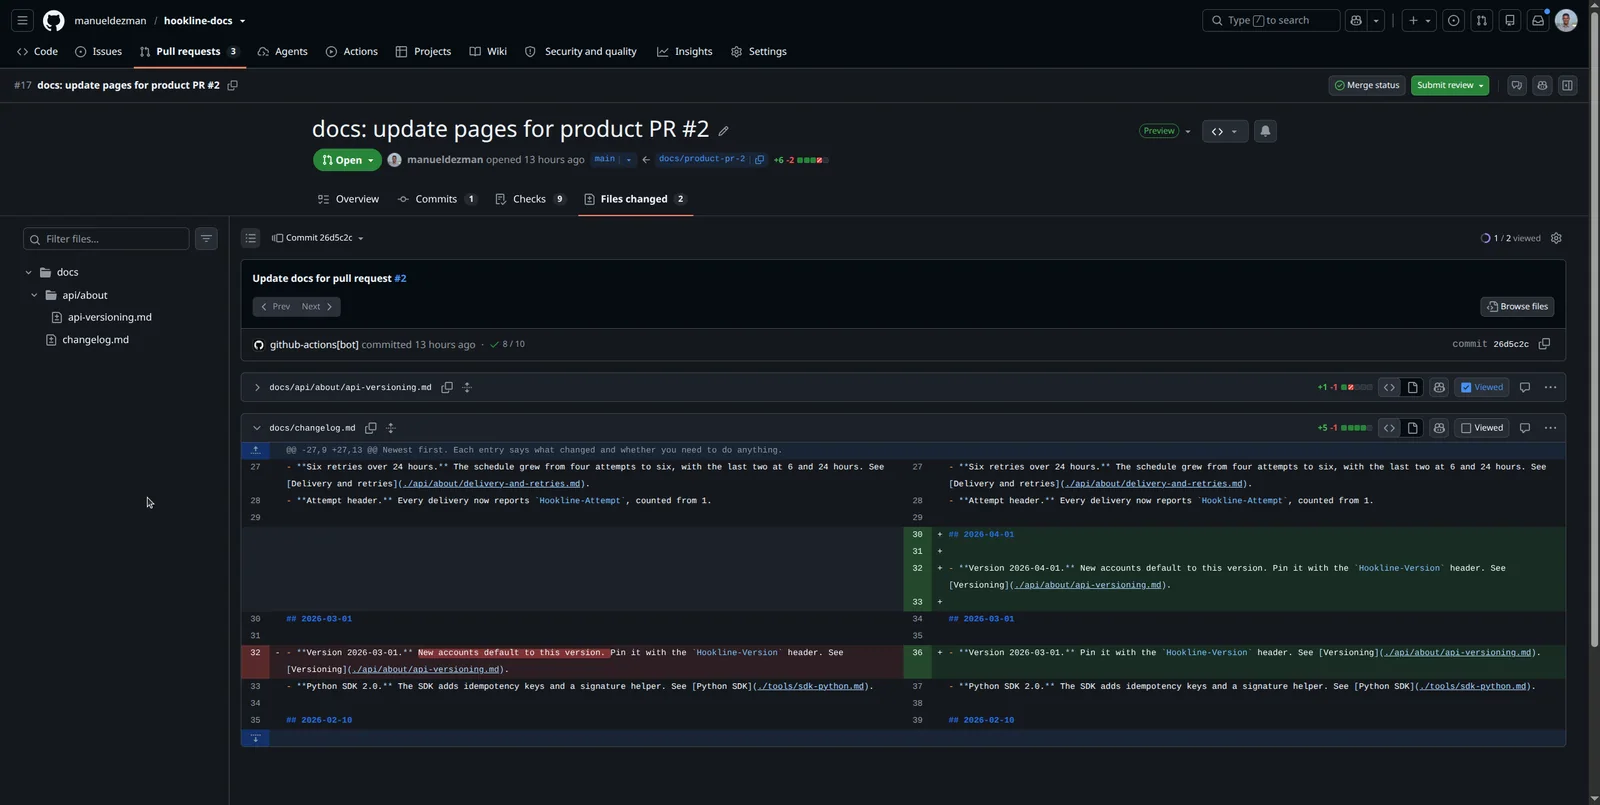 manueldezman / hookline-docs
Type / to search
Code
Issues
Pull requests 3
Agents
Actions
Projects
Wiki
Security and quality
Insights
Settings
#17 docs: update pages for product PR #2
Merge status
Submit review
docs: update pages for product PR #2
Preview
Open
manueldezman opened 13 hours ago
main
docs/product-pr-2
+6 -2
Overview
Commits 1
Checks 9
Files changed 2
Filter files...
docs
api/about
api-versioning.md
changelog.md
Commit 26d5c2c
1 / 2 viewed
Update docs for pull request #2
Prev
Next
Browse files
github-actions[bot] committed 13 hours ago · 8 / 10
commit 26d5c2c
docs/api/about/api-versioning.md
+1 -1
Viewed
docs/changelog.md
+5 -1
Viewed
@@ -27,9 +27,13 @@ Newest first. Each entry says what changed and whether you need to do anything.
27 - **Six retries over 24 hours.** The schedule grew from four attempts to six, with the last two at 6 and 24 hours. See
[Delivery and retries](./api/about/delivery-and-retries.md).
28 - **Attempt header.** Every delivery now reports `Hookline-Attempt`, counted from 1.
29
30 ## 2026-03-01
31
32 - - **Version 2026-03-01.** New accounts default to this version. Pin it with the `Hookline-Version` header. See
[Versioning](./api/about/api-versioning.md).
33 - **Python SDK 2.0.** The SDK adds idempotency keys and a signature helper. See [Python SDK](./tools/sdk-python.md).
34
35 ## 2026-02-10
27 - **Six retries over 24 hours.** The schedule grew from four attempts to six, with the last two at 6 and 24 hours. See
[Delivery and retries](./api/about/delivery-and-retries.md).
28 - **Attempt header.** Every delivery now reports `Hookline-Attempt`, counted from 1.
29
30 + ## 2026-04-01
31 +
32 + - **Version 2026-04-01.** New accounts default to this version. Pin it with the `Hookline-Version` header. See
[Versioning](./api/about/api-versioning.md).
33 +
34 ## 2026-03-01
35
36 + - **Version 2026-03-01.** Pin it with the `Hookline-Version` header. See [Versioning](./api/about/api-versioning.md).
37 - **Python SDK 2.0.** The SDK adds idempotency keys and a signature helper. See [Python SDK](./tools/sdk-python.md).
38
39 ## 2026-02-10